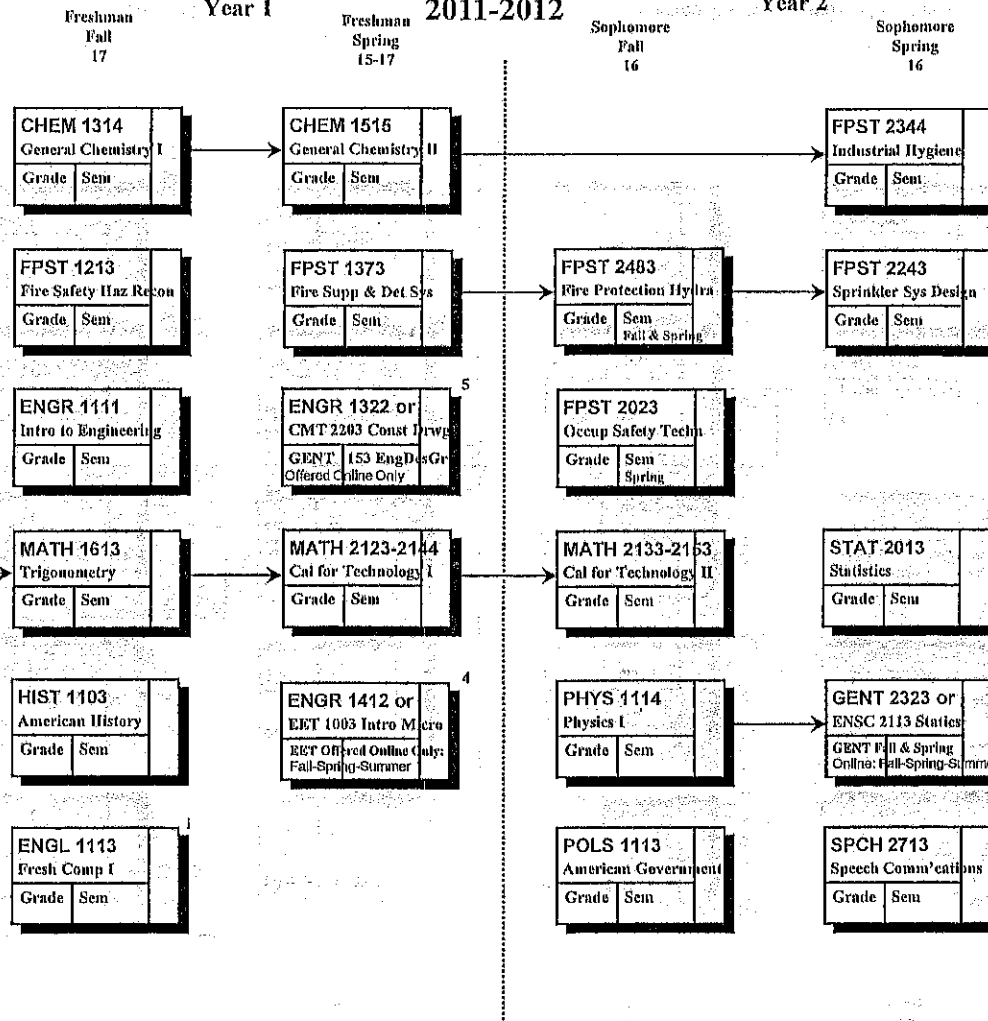 Year 1
2011-2012
Year 2
Freshman
Fall
17
Freshman
Spring
15-17
Sophomore
Fall
16
Sophomore
Spring
16
CHEM 1314
General Chemistry I
Grade Sem
CHEM 1515
General Chemistry II
Grade Sem
FPST 2344
Industrial Hygiene
Grade Sem
FPST 1213
Fire Safety Haz Recon
Grade Sem
FPST 1373
Fire Supp & Det Sys
Grade Sem
FPST 2483
Fire Protection Hydra
Grade Sem
Fall & Spring
FPST 2243
Sprinkler Sys Design
Grade Sem
ENGR 1111
Intro to Engineering
Grade Sem
5
ENGR 1322 or
CMT 2203 Const Drwg
GENT 153 EngDesGr
Offered Online Only
FPST 2023
Occup Safety Techn
Grade Sem
Spring
MATH 1613
Trigonometry
Grade Sem
MATH 2123-2144
Cal for Technology I
Grade Sem
MATH 2133-2153
Cal for Technology II
Grade Sem
STAT 2013
Statistics
Grade Sem
HIST 1103
American History
Grade Sem
4
ENGR 1412 or
EET 1003 Intro Micro
EET Offered Online Only:
Fall-Spring-Summer
PHYS 1114
Physics I
Grade Sem
GENT 2323 or
ENSC 2113 Statics
GENT Fall & Spring
Online: Fall-Spring-Summe
ENGL 1113
Fresh Comp I
Grade Sem
POLS 1113
American Government
Grade Sem
SPCH 2713
Speech Comm'cations
Grade Sem